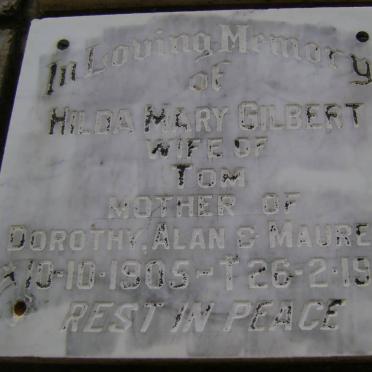 In Loving Memory
of
HILDA MARY GILBERT
WIFE OF
TOM
MOTHER OF
DOROTHY, ALAN & MAUREE
*10-10-1905 - †26-2-19
REST IN PEACE